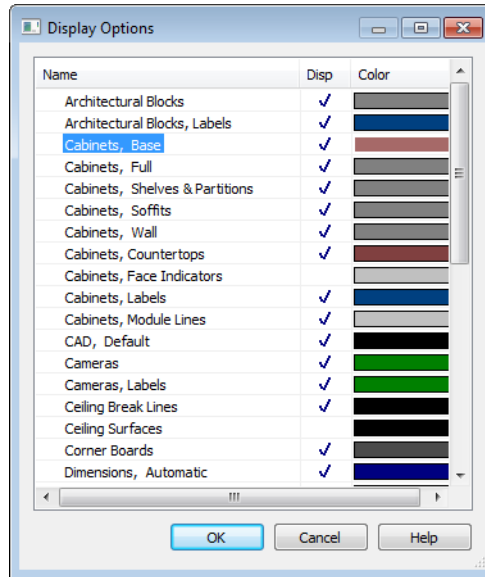 Display Options
Name Disp Color
Architectural Blocks
Architectural Blocks, Labels
Cabinets, Base
Cabinets, Full
Cabinets, Shelves & Partitions
Cabinets, Soffits
Cabinets, Wall
Cabinets, Countertops
Cabinets, Face Indicators
Cabinets, Labels
Cabinets, Module Lines
CAD, Default
Cameras
Cameras, Labels
Ceiling Break Lines
Ceiling Surfaces
Corner Boards
Dimensions, Automatic
OK Cancel Help